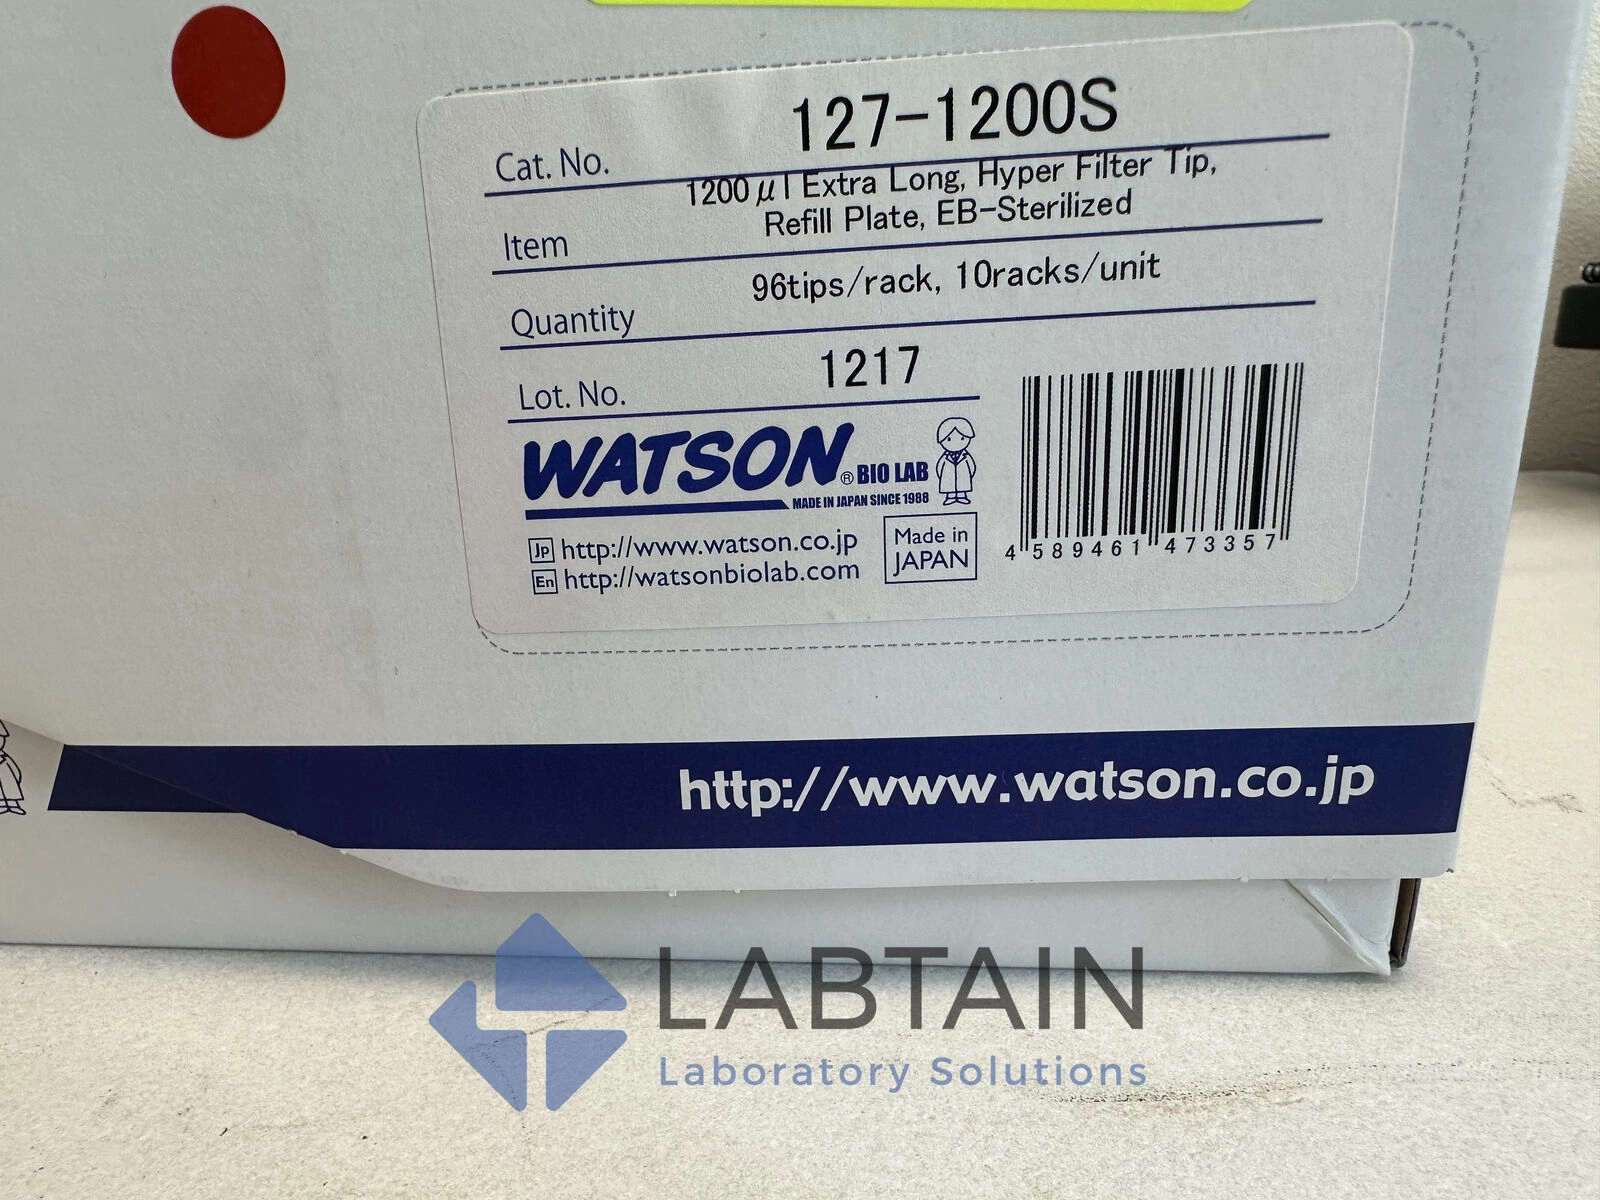 Cat. No. 127-1200S
Item 1200μl Extra Long, Hyper Filter Tip,
Refill Plate, EB-Sterilized
Quantity 96tips/rack, 10racks/unit
Lot. No. 1217
WATSON ® BIO LAB
MADE IN JAPAN SINCE 1988
Jp http://www.watson.co.jp
En http://watsonbiolab.com
Made in
JAPAN
4 589461 473357
http://www.watson.co.jp
LABTAIN
Laboratory Solutions